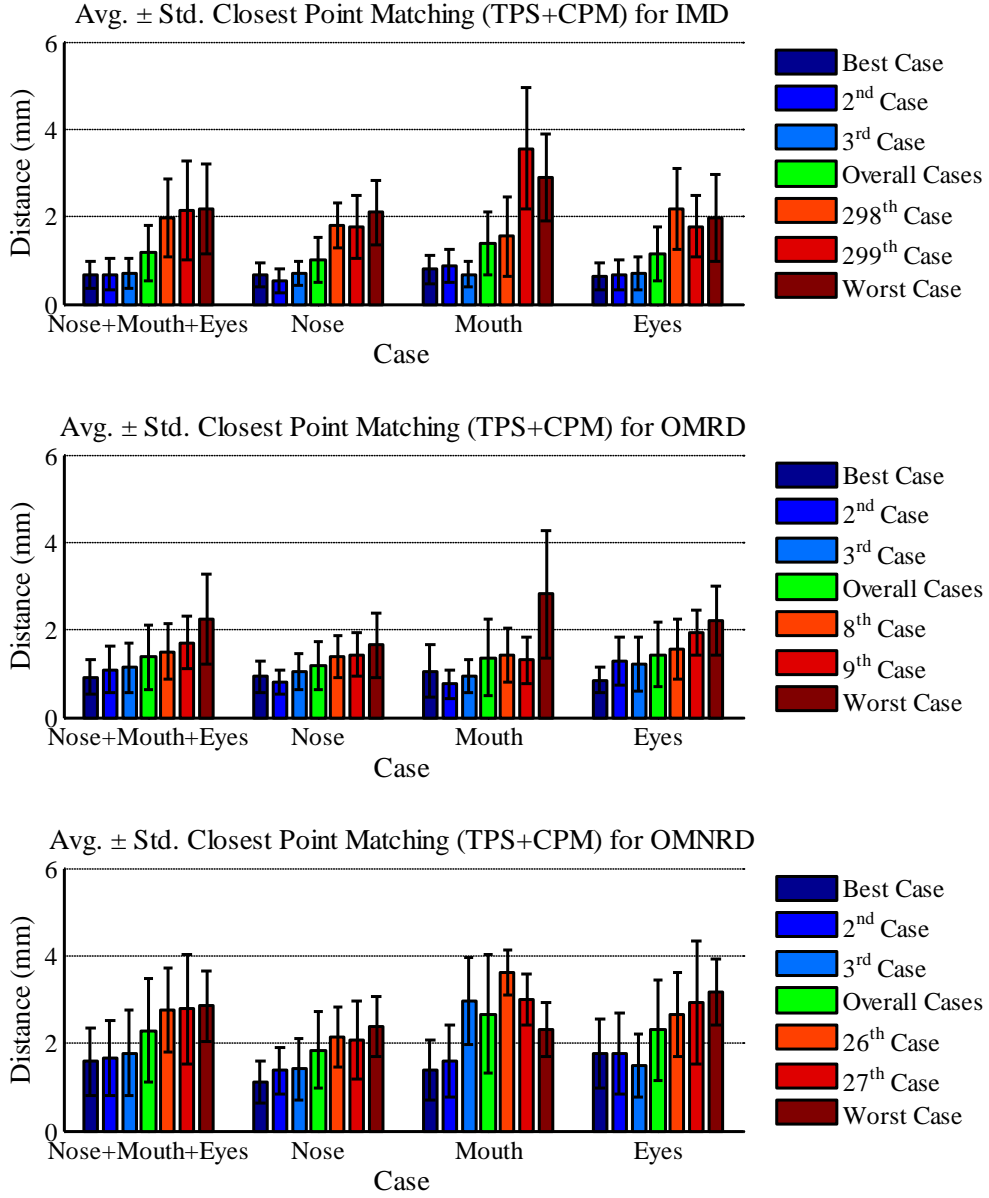 Avg. ± Std. Closest Point Matching (TPS+CPM) for IMD
6
4
2
0
Distance (mm)
Nose+Mouth+Eyes Nose Mouth Eyes
Case
Best Case
2nd Case
3rd Case
Overall Cases
298th Case
299th Case
Worst Case
Avg. ± Std. Closest Point Matching (TPS+CPM) for OMRD
6
4
2
0
Distance (mm)
Nose+Mouth+Eyes Nose Mouth Eyes
Case
Best Case
2nd Case
3rd Case
Overall Cases
8th Case
9th Case
Worst Case
Avg. ± Std. Closest Point Matching (TPS+CPM) for OMNRD
6
4
2
0
Distance (mm)
Nose+Mouth+Eyes Nose Mouth Eyes
Case
Best Case
2nd Case
3rd Case
Overall Cases
26th Case
27th Case
Worst Case